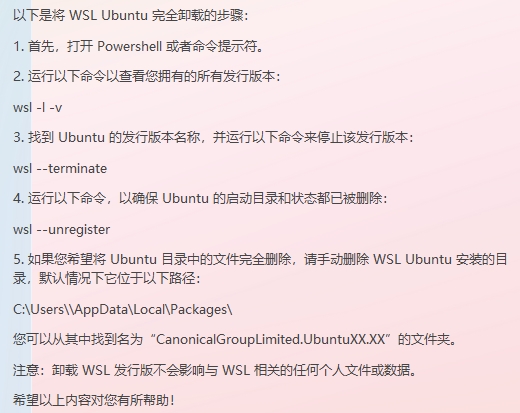 以下是将 WSL Ubuntu 完全卸载的步骤：
1. 首先，打开 Powershell 或者命令提示符。
2. 运行以下命令以查看您拥有的所有发行版本：
wsl -l -v
3. 找到 Ubuntu 的发行版本名称，并运行以下命令来停止该发行版本：
wsl --terminate
4. 运行以下命令，以确保 Ubuntu 的启动目录和状态都已被删除：
wsl --unregister
5. 如果您希望将 Ubuntu 目录中的文件完全删除，请手动删除 WSL Ubuntu 安装的目
录，默认情况下它位于以下路径：
C:\Users\\AppData\Local\Packages\
您可以从其中找到名为“CanonicalGroupLimited.UbuntuXX.XX”的文件夹。
注意：卸载 WSL 发行版不会影响与 WSL 相关的任何个人文件或数据。
希望以上内容对您有所帮助！